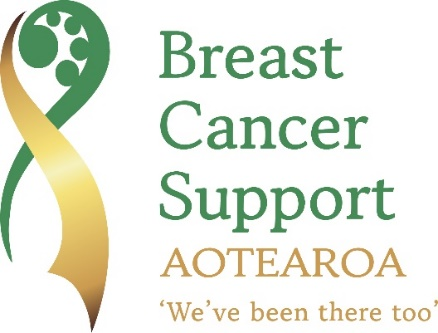 Breast
Cancer
Support
AOTEAROA
‘We’ve been there too’